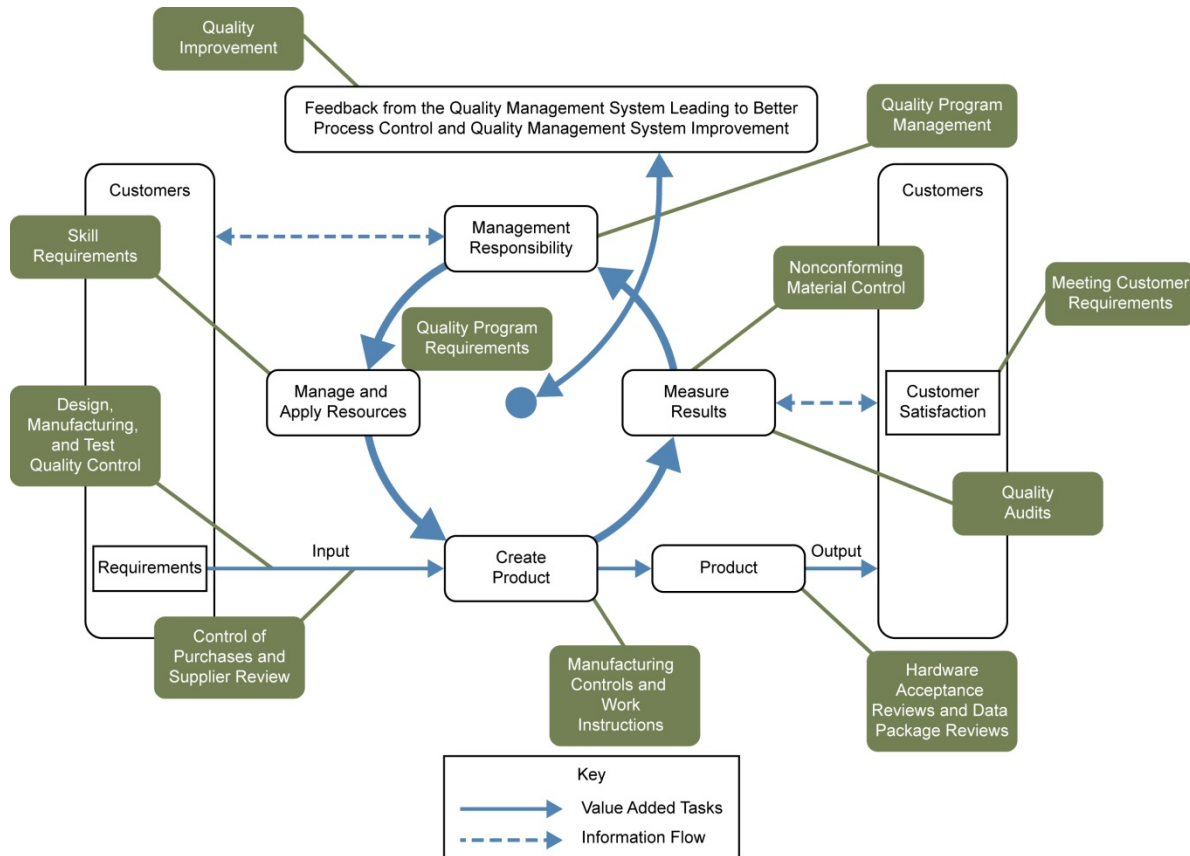 Quality
Improvement
Feedback from the Quality Management System Leading to Better
Process Control and Quality Management System Improvement
Quality Program
Management
Customers
Customers
Management
Responsibility
Skill
Requirements
Nonconforming
Material Control
Meeting Customer
Requirements
Quality Program
Requirements
Manage and
Apply Resources
Measure
Results
Customer
Satisfaction
Design,
Manufacturing,
and Test
Quality Control
Quality
Audits
Requirements
Input
Create
Product
Product
Output
Control of
Purchases and
Supplier Review
Manufacturing
Controls and
Work
Instructions
Hardware
Acceptance
Reviews and Data
Package Reviews
Key
Value Added Tasks
Information Flow